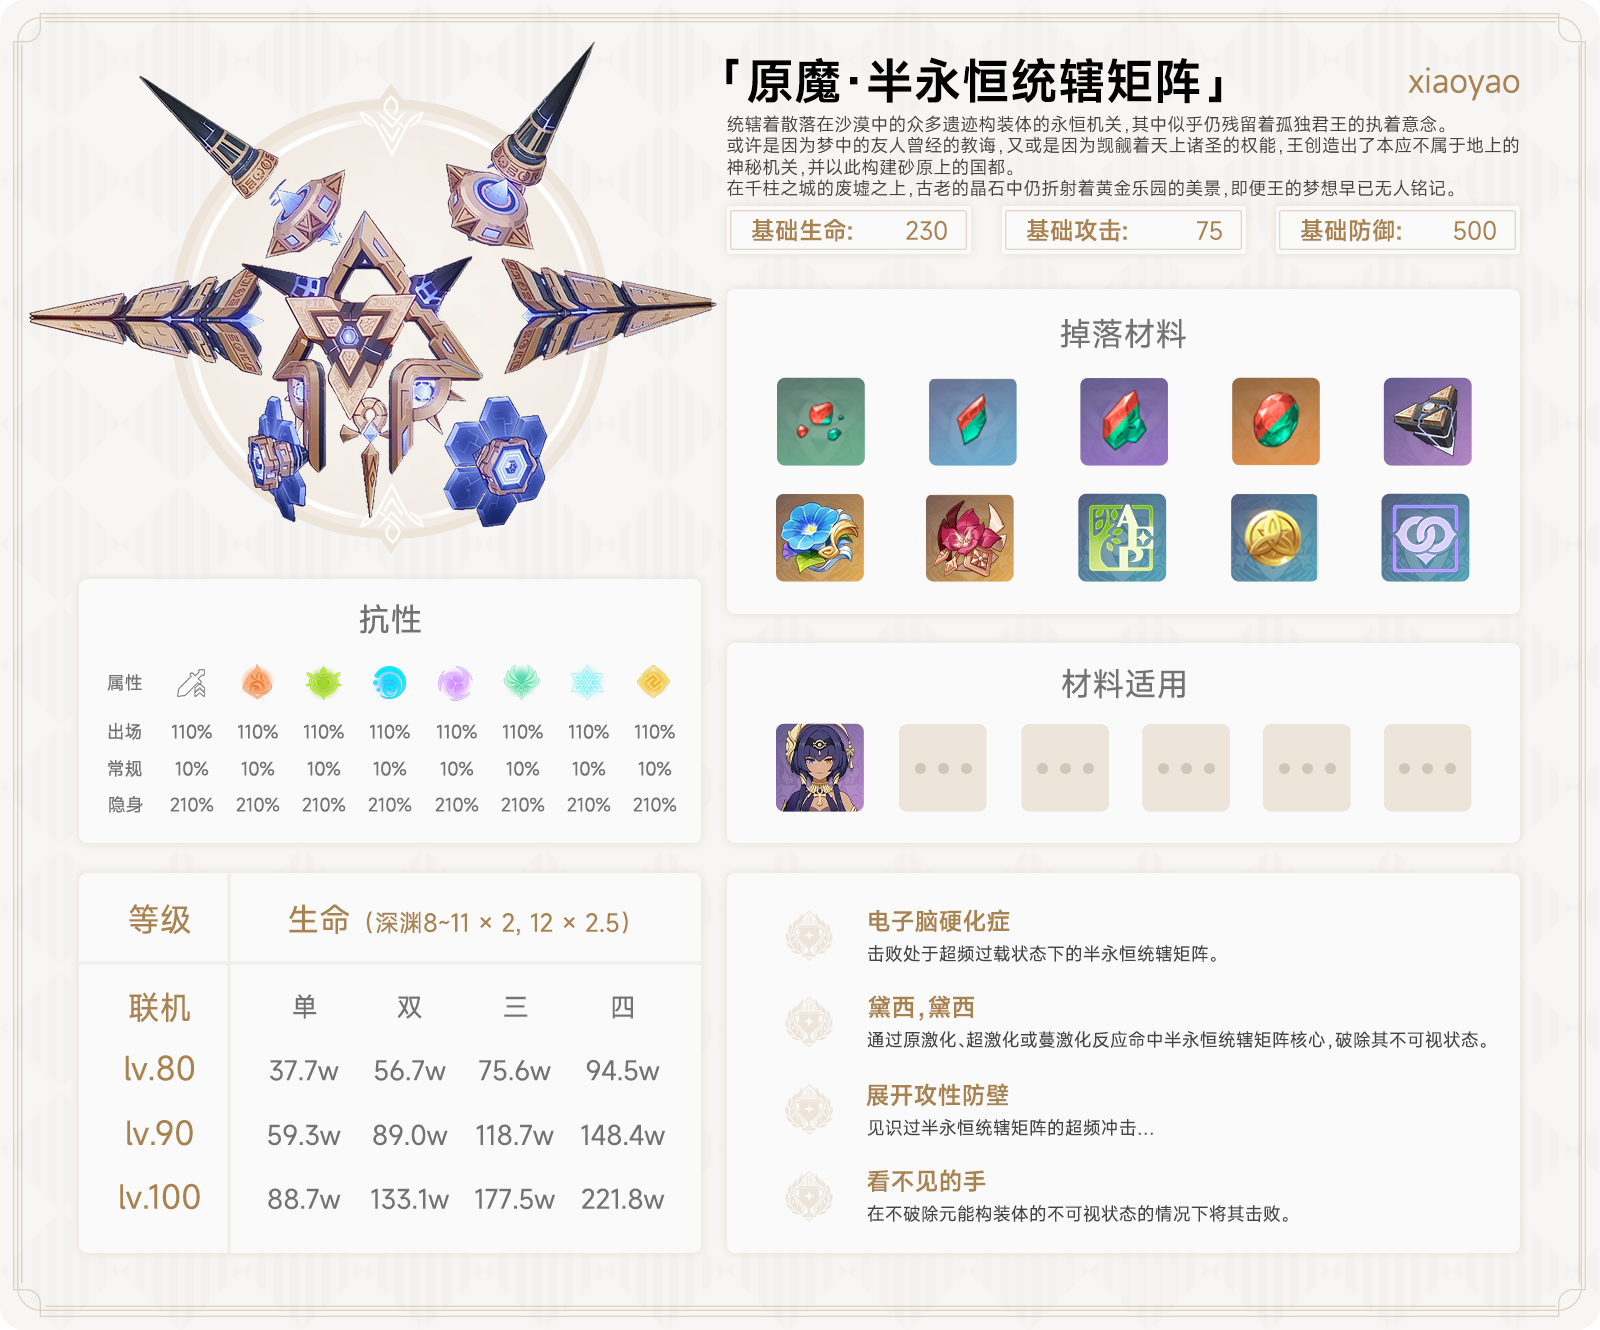 「原魔·半永恒统辖矩阵」
xiaoyao
统辖着散落在沙漠中的众多遗迹构装体的永恒机关,其中似乎仍残留着孤独君王的执着意念。
或许是因为梦中的友人曾经的教诲,又或是因为觊觎着天上诸圣的权能,王创造出了本应不属于地上的
神秘机关,并以此构建砂原上的国都。
在千柱之城的废墟之上,古老的晶石中仍折射着黄金乐园的美景,即便王的梦想早已无人铭记。
基础生命: 230
基础攻击: 75
基础防御: 500
掉落材料
AEP
抗性
属性
出场 110% 110% 110% 110% 110% 110% 110% 110%
常规 10% 10% 10% 10% 10% 10% 10% 10%
隐身 210% 210% 210% 210% 210% 210% 210% 210%
材料适用
等级 生命 (深渊8~11 × 2, 12 × 2.5)
联机 单 双 三 四
lv.80 37.7w 56.7w 75.6w 94.5w
lv.90 59.3w 89.0w 118.7w 148.4w
lv.100 88.7w 133.1w 177.5w 221.8w
电子脑硬化症
击败处于超频过载状态下的半永恒统辖矩阵。
黛西,黛西
通过原激化、超激化或蔓激化反应命中半永恒统辖矩阵核心,破除其不可视状态。
展开攻性防壁
见识过半永恒统辖矩阵的超频冲击...
看不见的手
在不破除元能构装体的不可视状态的情况下将其击败。